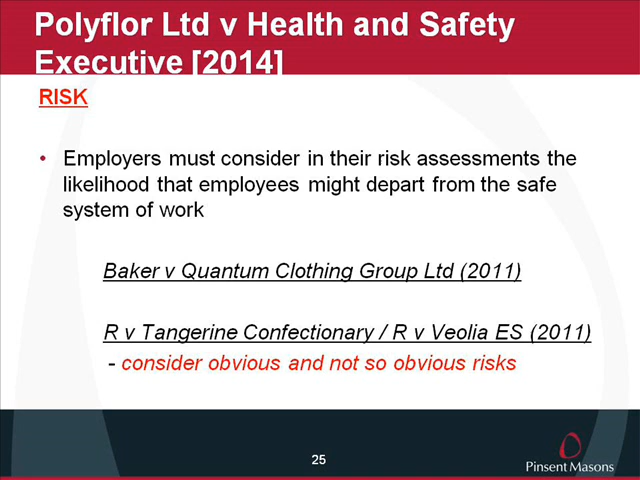 Polyflor Ltd v Health and Safety
Executive [2014]
RISK
• Employers must consider in their risk assessments the
likelihood that employees might depart from the safe
system of work
Baker v Quantum Clothing Group Ltd (2011)
R v Tangerine Confectionary / R v Veolia ES (2011)
- consider obvious and not so obvious risks
25
Pinsent Masons